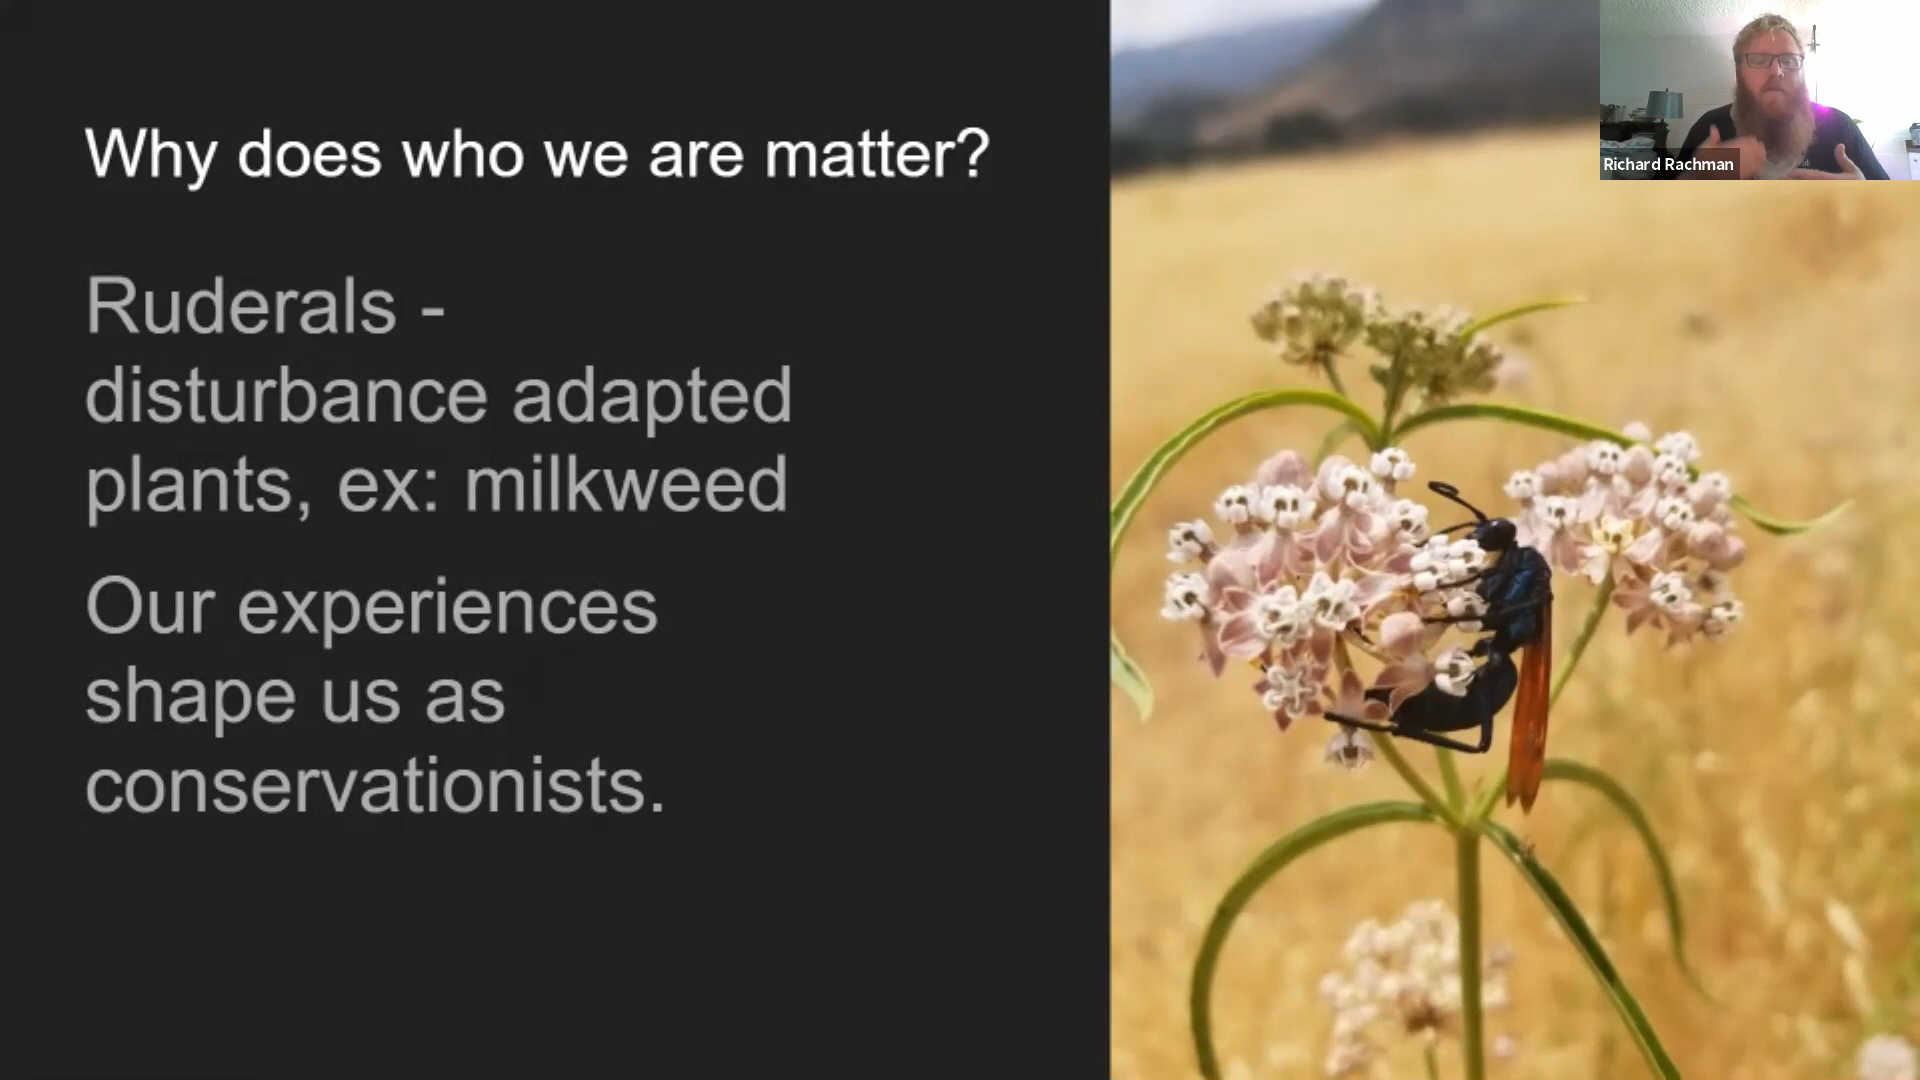 Why does who we are matter?
Ruderals -
disturbance adapted
plants, ex: milkweed
Our experiences
shape us as
conservationists.
Richard Rachman